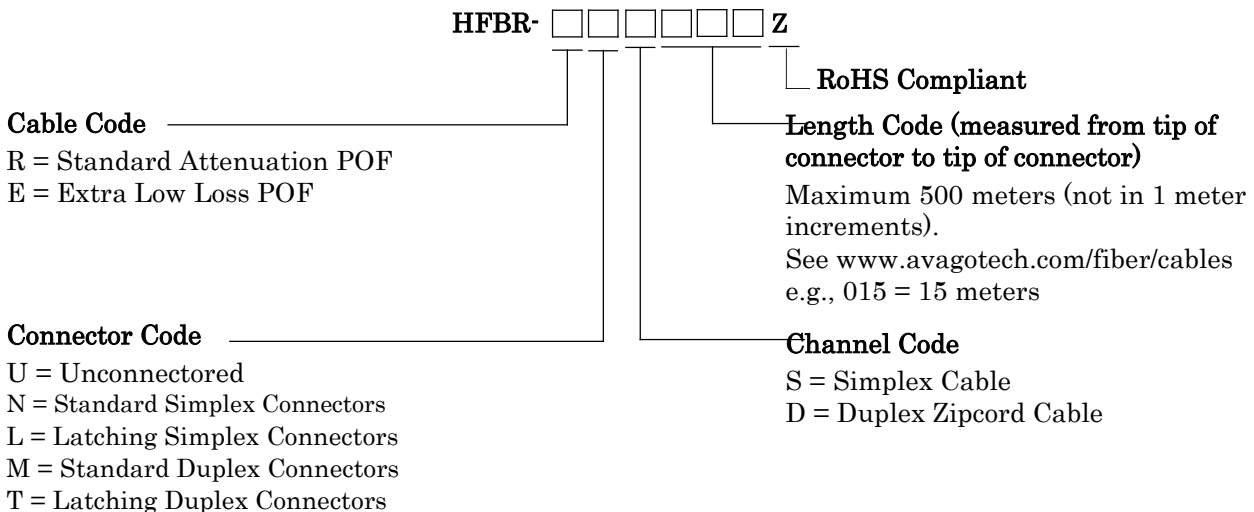 HFBR- Z
RoHS Compliant
Cable Code
R = Standard Attenuation POF
E = Extra Low Loss POF
Length Code (measured from tip of
connector to tip of connector)
Maximum 500 meters (not in 1 meter
increments).
See www.avagotech.com/fiber/cables
e.g., 015 = 15 meters
Connector Code
U = Unconnectored
N = Standard Simplex Connectors
L = Latching Simplex Connectors
M = Standard Duplex Connectors
T = Latching Duplex Connectors
Channel Code
S = Simplex Cable
D = Duplex Zipcord Cable